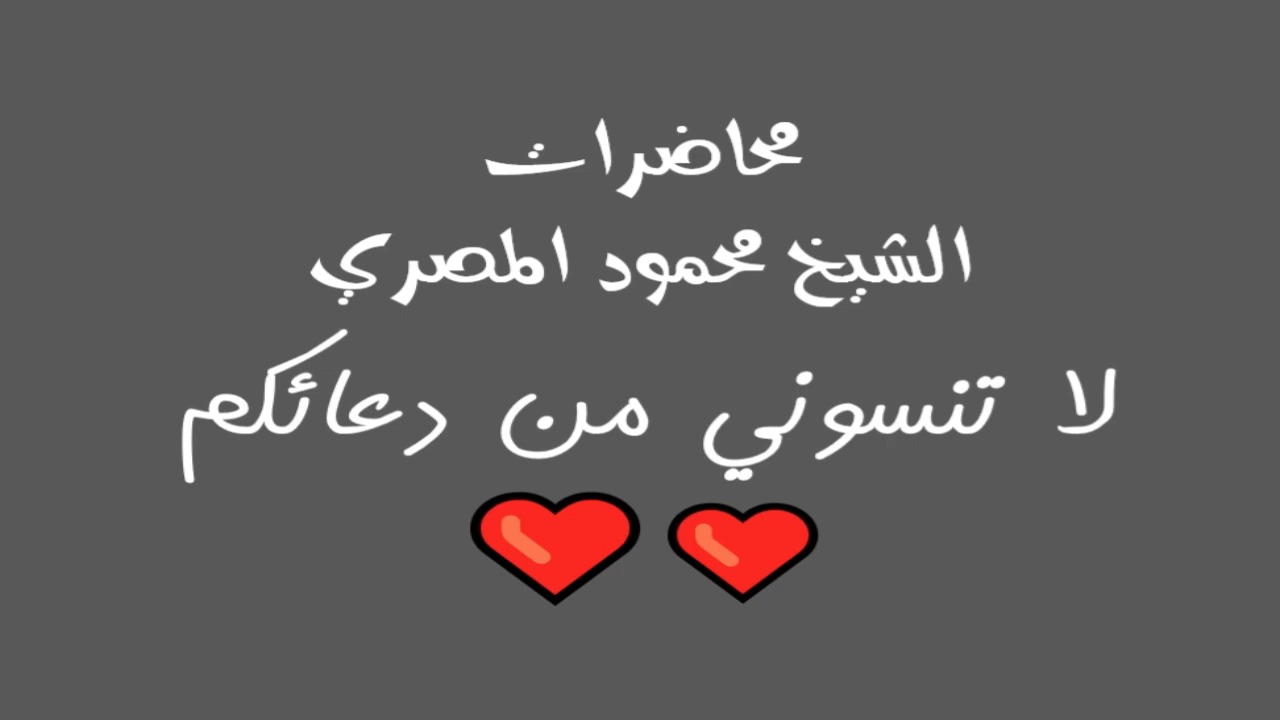 محاضرات
الشيخ محمود المصري
لا تنسوني من دعائكم